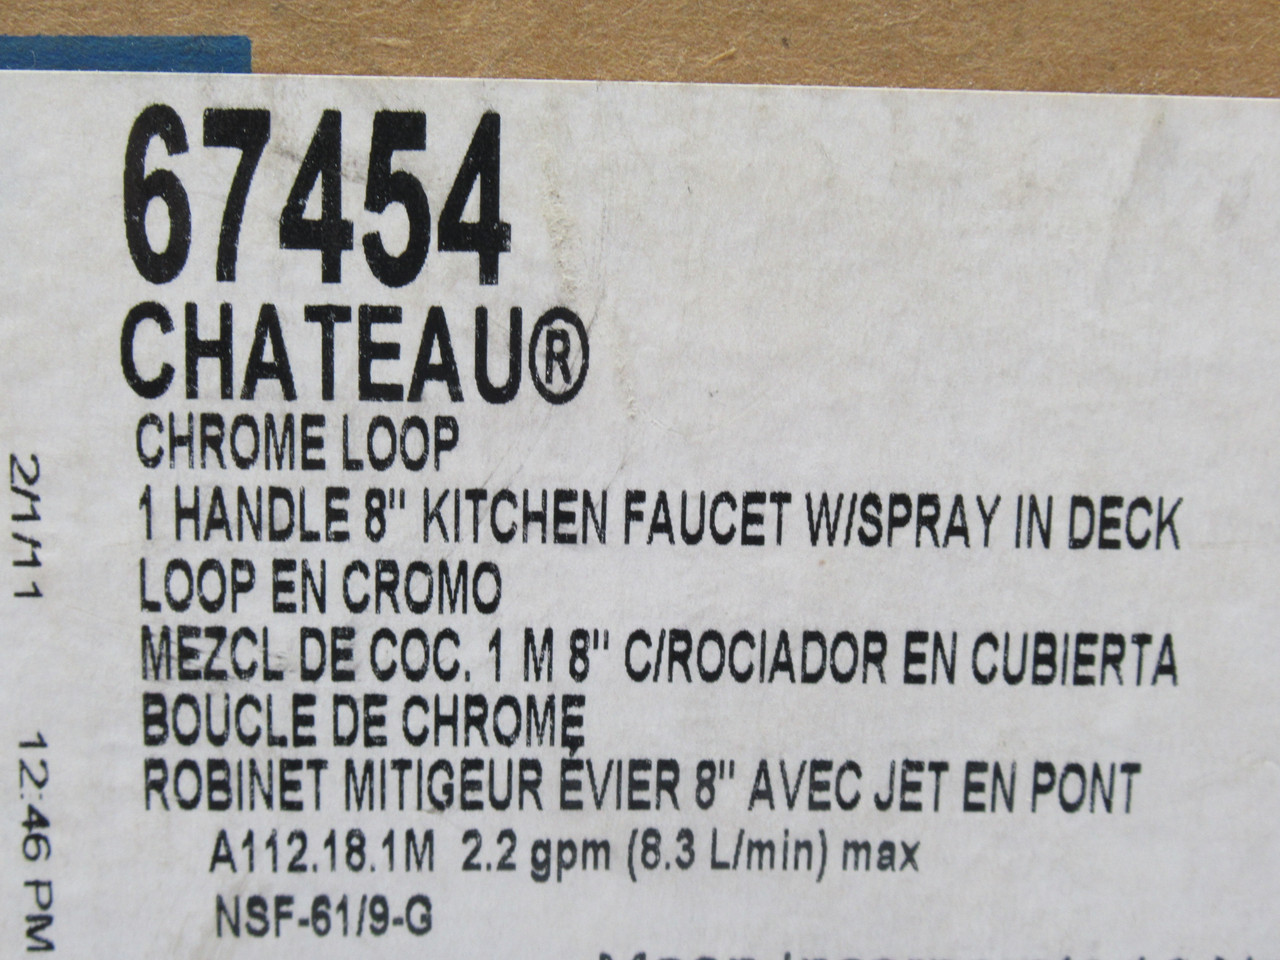 67454
CHATEAU®
CHROME LOOP
1 HANDLE 8" KITCHEN FAUCET W/SPRAY IN DECK
LOOP EN CROMO
MEZCL DE COC. 1 M 8" C/ROCIADOR EN CUBIERTA
BOUCLE DE CHROME
ROBINET MITIGEUR ÉVIER 8" AVEC JET EN PONT
A112.18.1M 2.2 gpm (8.3 L/min) max
NSF-61/9-G
2/1/11 12:46 PM